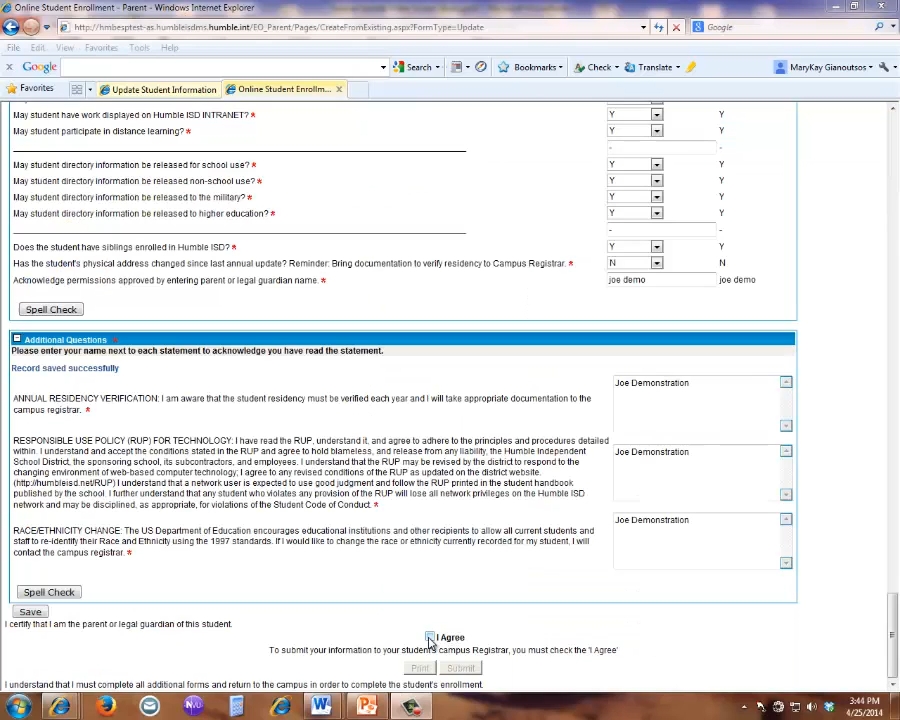 Online Student Enrollment - Parent - Windows Internet Explorer
http://hmbesptest-as.humbleisdms.humble.int/EO_Parent/Pages/CreateFromExisting.aspx?FormType=Update
Google
File Edit View Favorites Tools Help
Google Search Bookmarks Check Translate MaryKay Gianoutsos
Favorites Update Student Information Online Student Enrollm...
May student have work displayed on Humble ISD INTRANET? * Y Y
May student participate in distance learning? * Y Y
- -
May student directory information be released for school use? * Y Y
May student directory information be released non-school use? * Y Y
May student directory information be released to the military? * Y Y
May student directory information be released to higher education? * Y Y
- -
Does the student have siblings enrolled in Humble ISD? * Y Y
Has the student's physical address changed since last annual update? Reminder: Bring documentation to verify residency to Campus Registrar. * N N
Acknowledge permissions approved by entering parent or legal guardian name. * joe demo joe demo
Spell Check
Additional Questions *
Please enter your name next to each statement to acknowledge you have read the statement.
Record saved successfully
Joe Demonstration
ANNUAL RESIDENCY VERIFICATION: I am aware that the student residency must be verified each year and I will take appropriate documentation to the
campus registrar. *
RESPONSIBLE USE POLICY (RUP) FOR TECHNOLOGY: I have read the RUP, understand it, and agree to adhere to the principles and procedures detailed
within. I understand and accept the conditions stated in the RUP and agree to hold blameless, and release from any liability, the Humble Independent
School District, the sponsoring school, its subcontractors, and employees. I understand that the RUP may be revised by the district to respond to the
changing environment of web-based computer technology; I agree to any revised conditions of the RUP as updated on the district website.
(http://humbleisd.net/RUP) I understand that a network user is expected to use good judgment and follow the RUP printed in the student handbook
published by the school. I further understand that any student who violates any provision of the RUP will lose all network privileges on the Humble ISD
network and may be disciplined, as appropriate, for violations of the Student Code of Conduct. *
Joe Demonstration
RACE/ETHNICITY CHANGE: The US Department of Education encourages educational institutions and other recipients to allow all current students and
staff to re-identify their Race and Ethnicity using the 1997 standards. If I would like to change the race or ethnicity currently recorded for my student, I will
contact the campus registrar. *
Joe Demonstration
Spell Check
Save
I certify that I am the parent or legal guardian of this student.
I Agree
To submit your information to your student's campus Registrar, you must check the 'I Agree'
Print Submit
I understand that I must complete all additional forms and return to the campus in order to complete the student's enrollment.
3:44 PM
4/25/2014